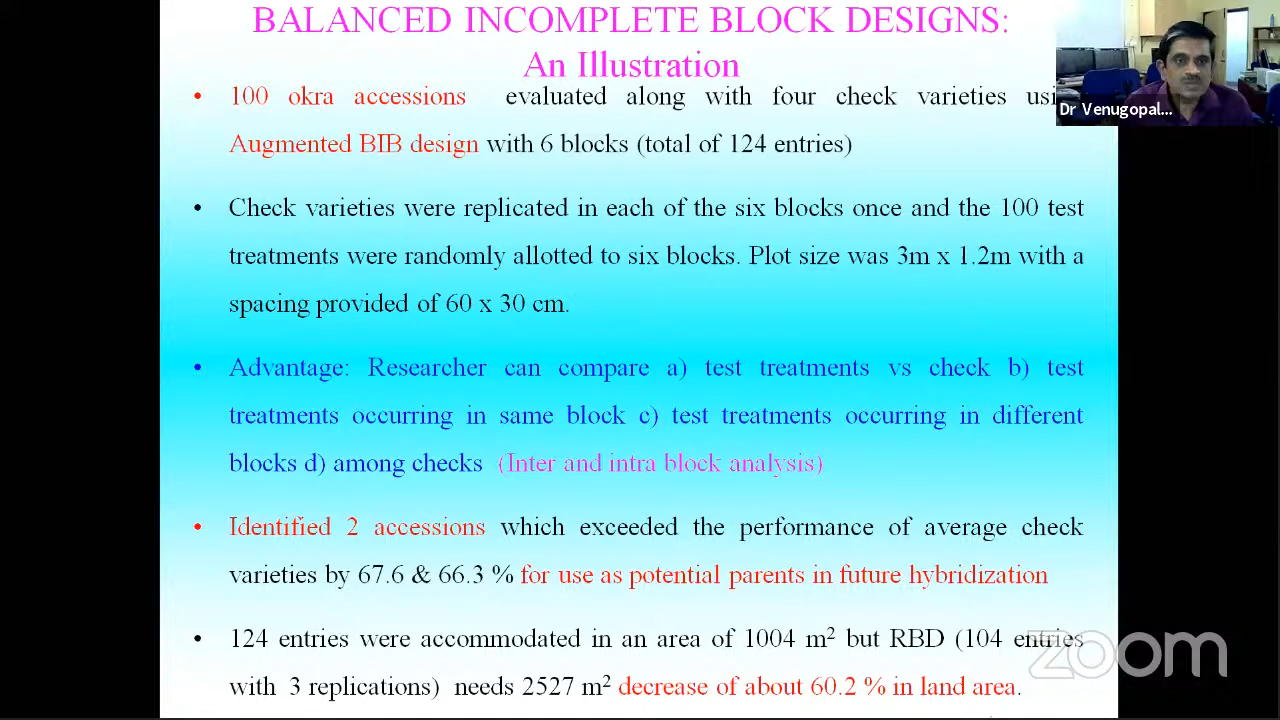 BALANCED INCOMPLETE BLOCK DESIGNS:
An Illustration
• 100 okra accessions evaluated along with four check varieties usin
Dr Venugopal...
Augmented BIB design with 6 blocks (total of 124 entries)
• Check varieties were replicated in each of the six blocks once and the 100 test
treatments were randomly allotted to six blocks. Plot size was 3m x 1.2m with a
spacing provided of 60 x 30 cm.
• Advantage: Researcher can compare a) test treatments vs check b) test
treatments occurring in same block c) test treatments occurring in different
blocks d) among checks (Inter and intra block analysis)
• Identified 2 accessions which exceeded the performance of average check
varieties by 67.6 & 66.3 % for use as potential parents in future hybridization
• 124 entries were accommodated in an area of 1004 m² but RBD (104 entries
with 3 replications) needs 2527 m² decrease of about 60.2 % in land area.
zoom